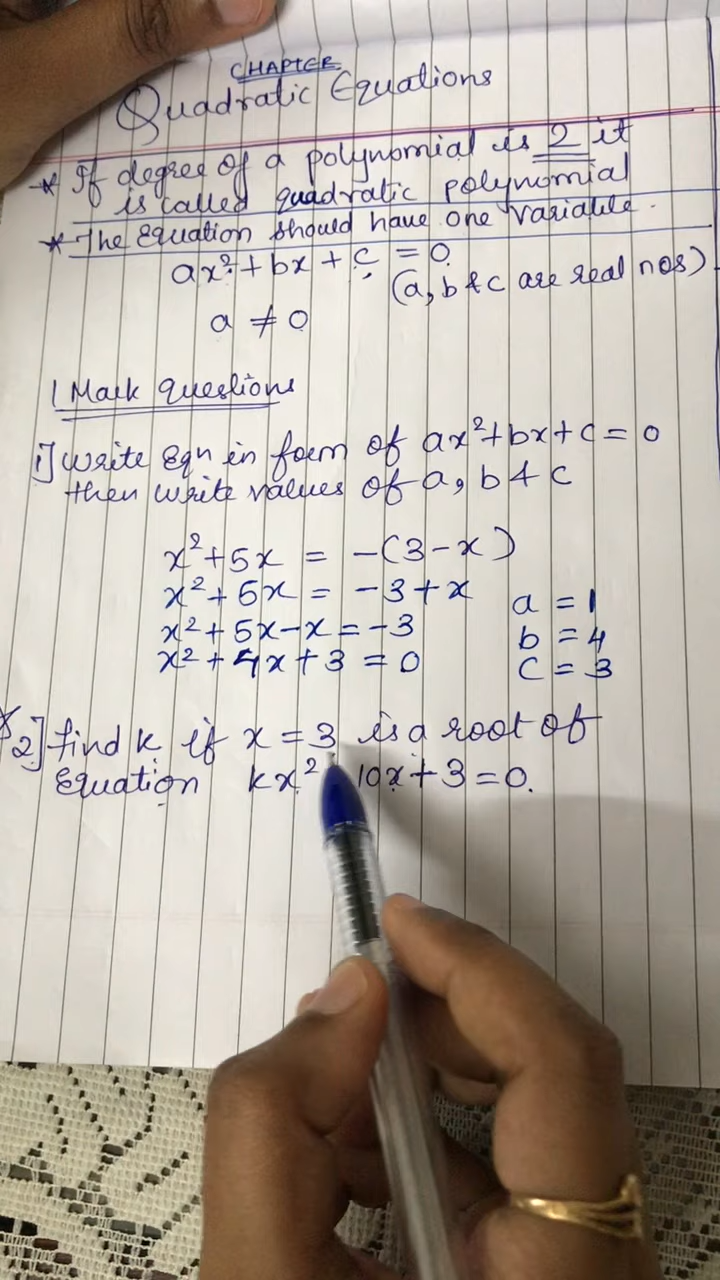 CHAPTER
Quadratic Equations
* If degree of a polynomial is 2 it
is called quadratic polynomial
* The Equation should have one variable.
ax²+bx+c = 0
(a, b & c are real nos)
a ≠ 0
1 Mark questions
1] Write Eqn in form of ax²+bx+c=0
then write values of a, b & c
x²+5x = -(3-x)
x²+5x = -3+x
x²+5x-x=-3
x²+4x+3=0
a = 1
b = 4
c = 3
* 2] find k if x = 3 is a root of
Equation kx² 10x+3=0.